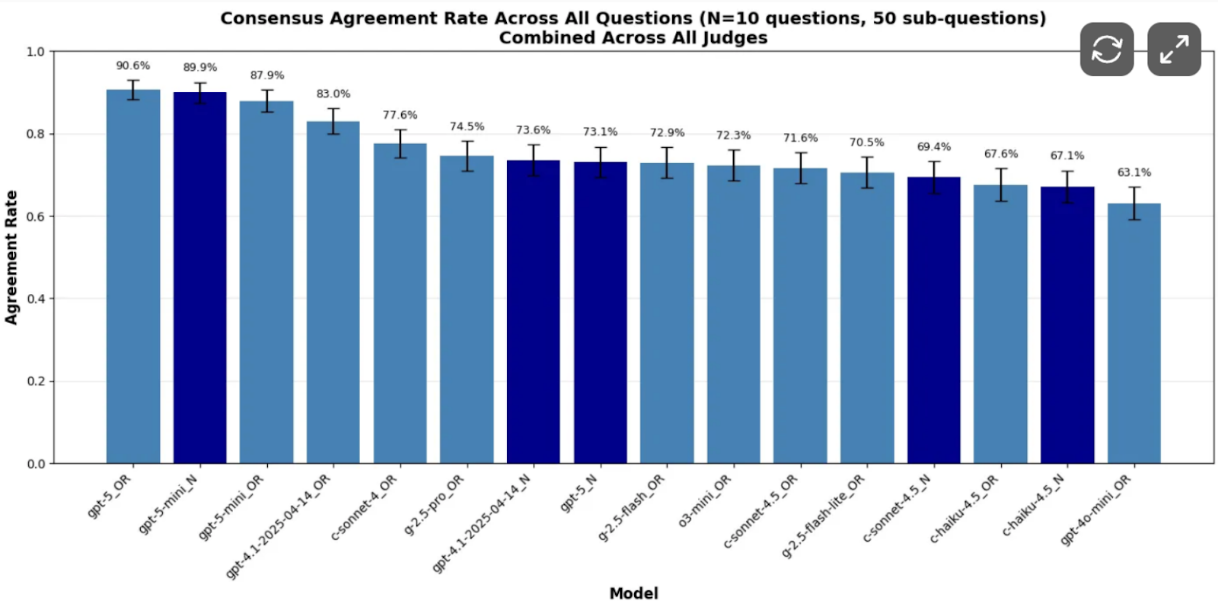 Consensus Agreement Rate Across All Questions (N=10 questions, 50 sub-questions)
Combined Across All Judges
Agreement Rate
1.0
0.8
0.6
0.4
0.2
0.0
90.6%
89.9%
87.9%
83.0%
77.6%
74.5%
73.6%
73.1%
72.9%
72.3%
71.6%
70.5%
69.4%
67.6%
67.1%
63.1%
gpt-5_OR
gpt-5-mini_N
gpt-5-mini_OR
gpt-4.1-2025-04-14_OR
c-sonnet-4_OR
g-2.5-pro_OR
gpt-4.1-2025-04-14_N
gpt-5_N
g-2.5-flash_OR
o3-mini_OR
c-sonnet-4.5_OR
g-2.5-flash-lite_OR
c-sonnet-4.5_N
c-haiku-4.5_OR
c-haiku-4.5_N
gpt-4o-mini_OR
Model